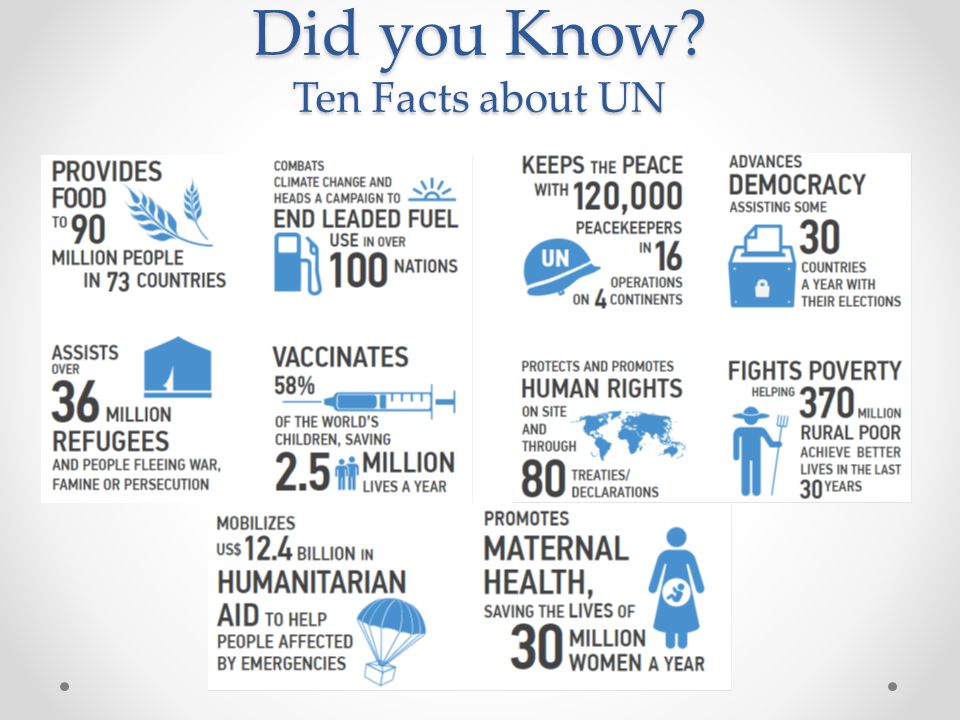 Did you Know?
Ten Facts about UN
PROVIDES
FOOD
TO 90
MILLION PEOPLE
IN 73 COUNTRIES
COMBATS
CLIMATE CHANGE AND
HEADS A CAMPAIGN TO
END LEADED FUEL
USE IN OVER
100 NATIONS
KEEPS THE PEACE
WITH 120,000
PEACEKEEPERS
IN 16
OPERATIONS
ON 4 CONTINENTS
UN
ADVANCES
DEMOCRACY
ASSISTING SOME
30
COUNTRIES
A YEAR WITH
THEIR ELECTIONS
ASSISTS
OVER
36 MILLION
REFUGEES
AND PEOPLE FLEEING WAR,
FAMINE OR PERSECUTION
VACCINATES
58%
OF THE WORLD'S
CHILDREN, SAVING
2.5 MILLION
LIVES A YEAR
PROTECTS AND PROMOTES
HUMAN RIGHTS
ON SITE
AND
THROUGH
80 TREATIES/
DECLARATIONS
FIGHTS POVERTY
HELPING 370 MILLION
RURAL POOR
ACHIEVE BETTER
LIVES IN THE LAST
30 YEARS
MOBILIZES
US$ 12.4 BILLION IN
HUMANITARIAN
AID TO HELP
PEOPLE AFFECTED
BY EMERGENCIES
PROMOTES
MATERNAL
HEALTH,
SAVING THE LIVES OF
30 MILLION
WOMEN A YEAR